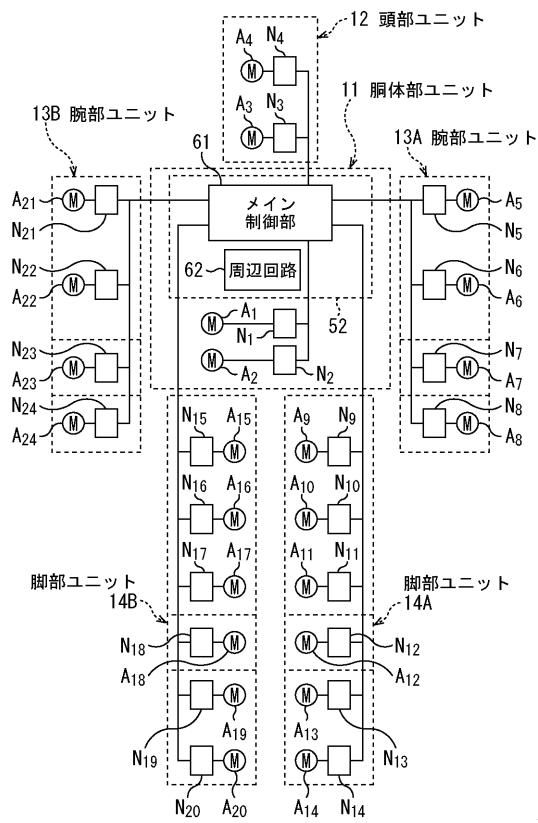 12 頭部ユニット
A4
N4
A3
N3
11 胴体部ユニット
13B 腕部ユニット
13A 腕部ユニット
61
メイン
制御部
62
周辺回路
52
A1
N1
A2
N2
A21
N21
N22
A22
N23
A23
N24
A24
A5
N5
N6
A6
N7
A7
N8
A8
M
M
M
M
M
M
M
M
M
M
M
M
N15
A15
N16
A16
N17
A17
脚部ユニット
14B
N18
A18
A19
N19
N20
A20
M
M
M
M
M
M
A9
N9
A10
N10
A11
N11
脚部ユニット
14A
N12
A12
A13
N13
A14
N14
M
M
M
M
M
M